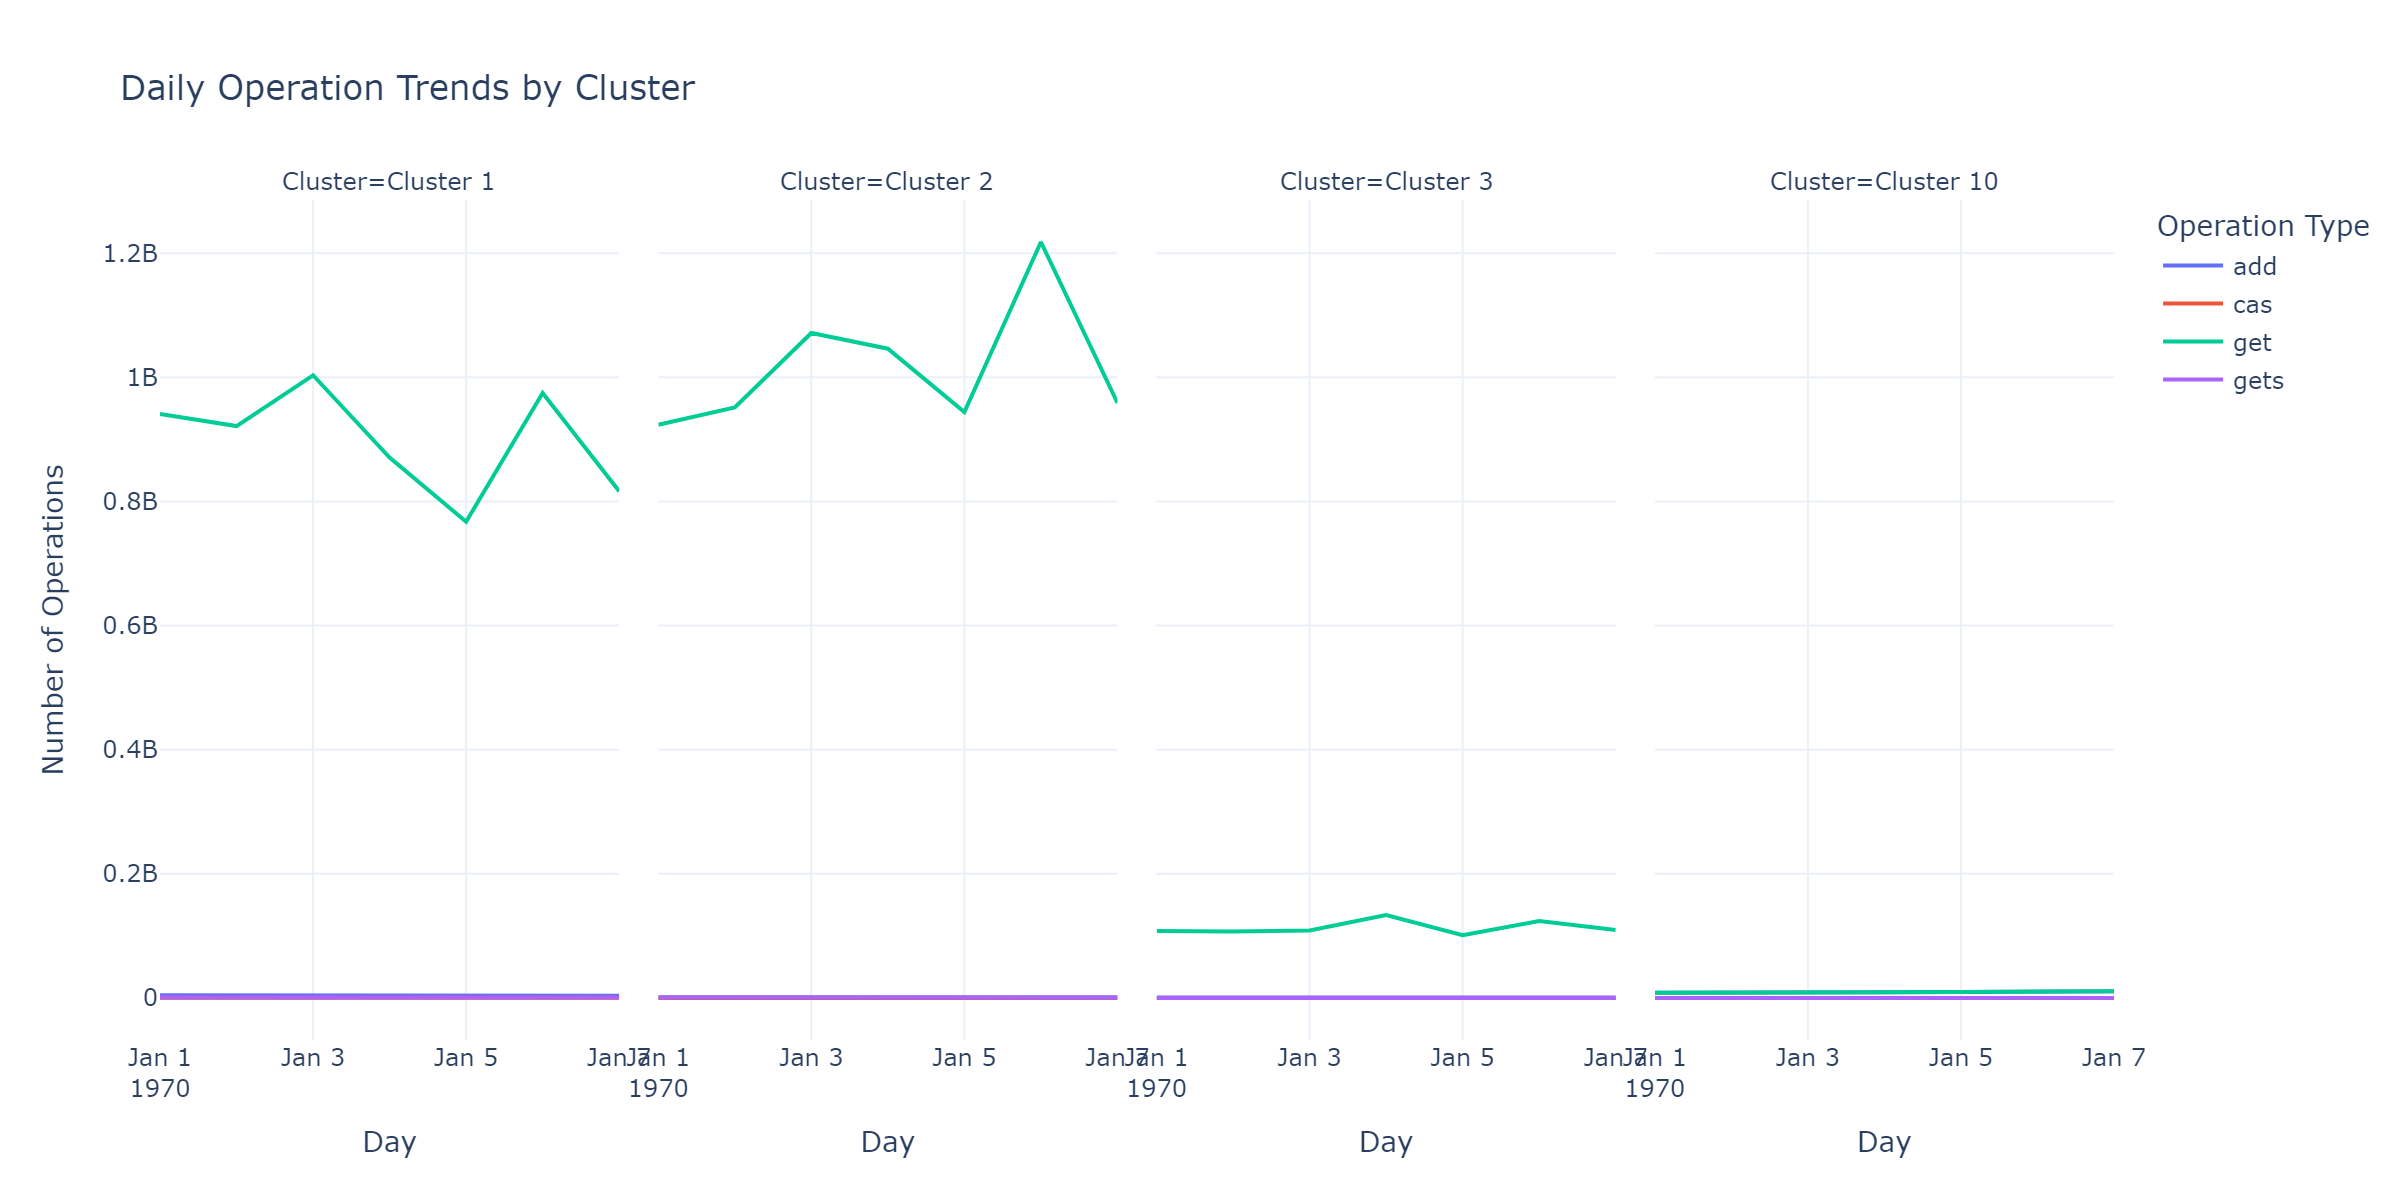 Daily Operation Trends by Cluster
Cluster=Cluster 1
Cluster=Cluster 2
Cluster=Cluster 3
Cluster=Cluster 10
Operation Type
add
cas
get
gets
Number of Operations
1.2B
1B
0.8B
0.6B
0.4B
0.2B
0
Jan 1
1970
Jan 3
Jan 5
Jan 7
Jan 1
1970
Jan 3
Jan 5
Jan 7
Jan 1
1970
Jan 3
Jan 5
Jan 7
Jan 1
1970
Jan 3
Jan 5
Jan 7
Day
Day
Day
Day